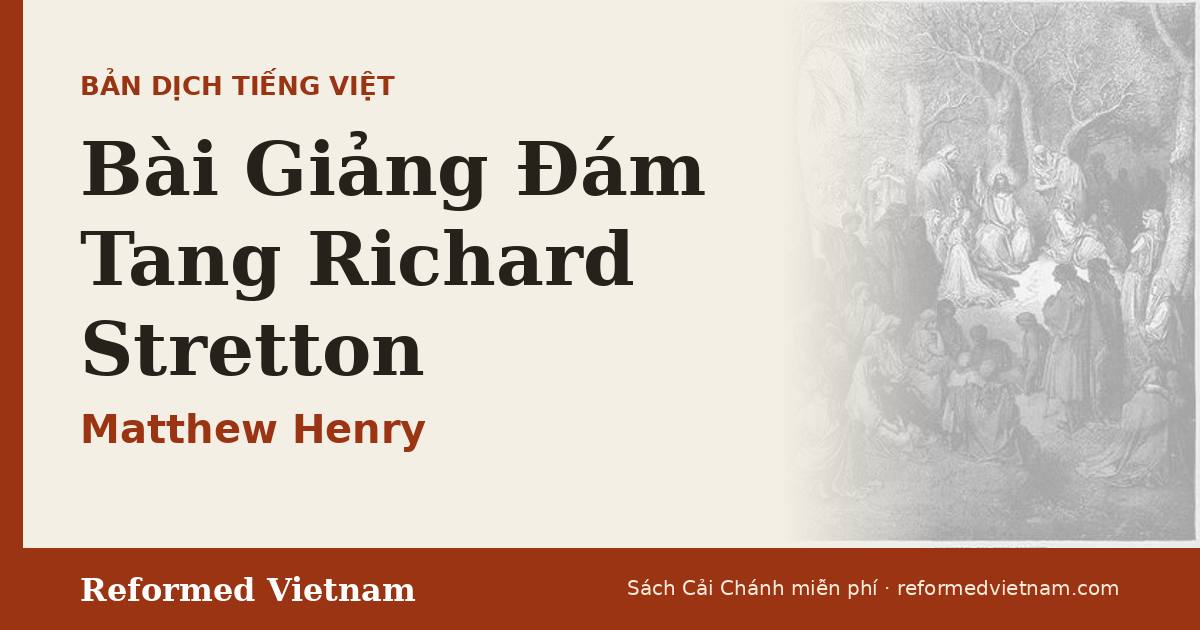 BẢN DỊCH TIẾNG VIỆT
Bài Giảng Đám
Tang Richard
Stretton
Matthew Henry
Reformed Vietnam
Sách Cải Chánh miễn phí · reformedvietnam.com